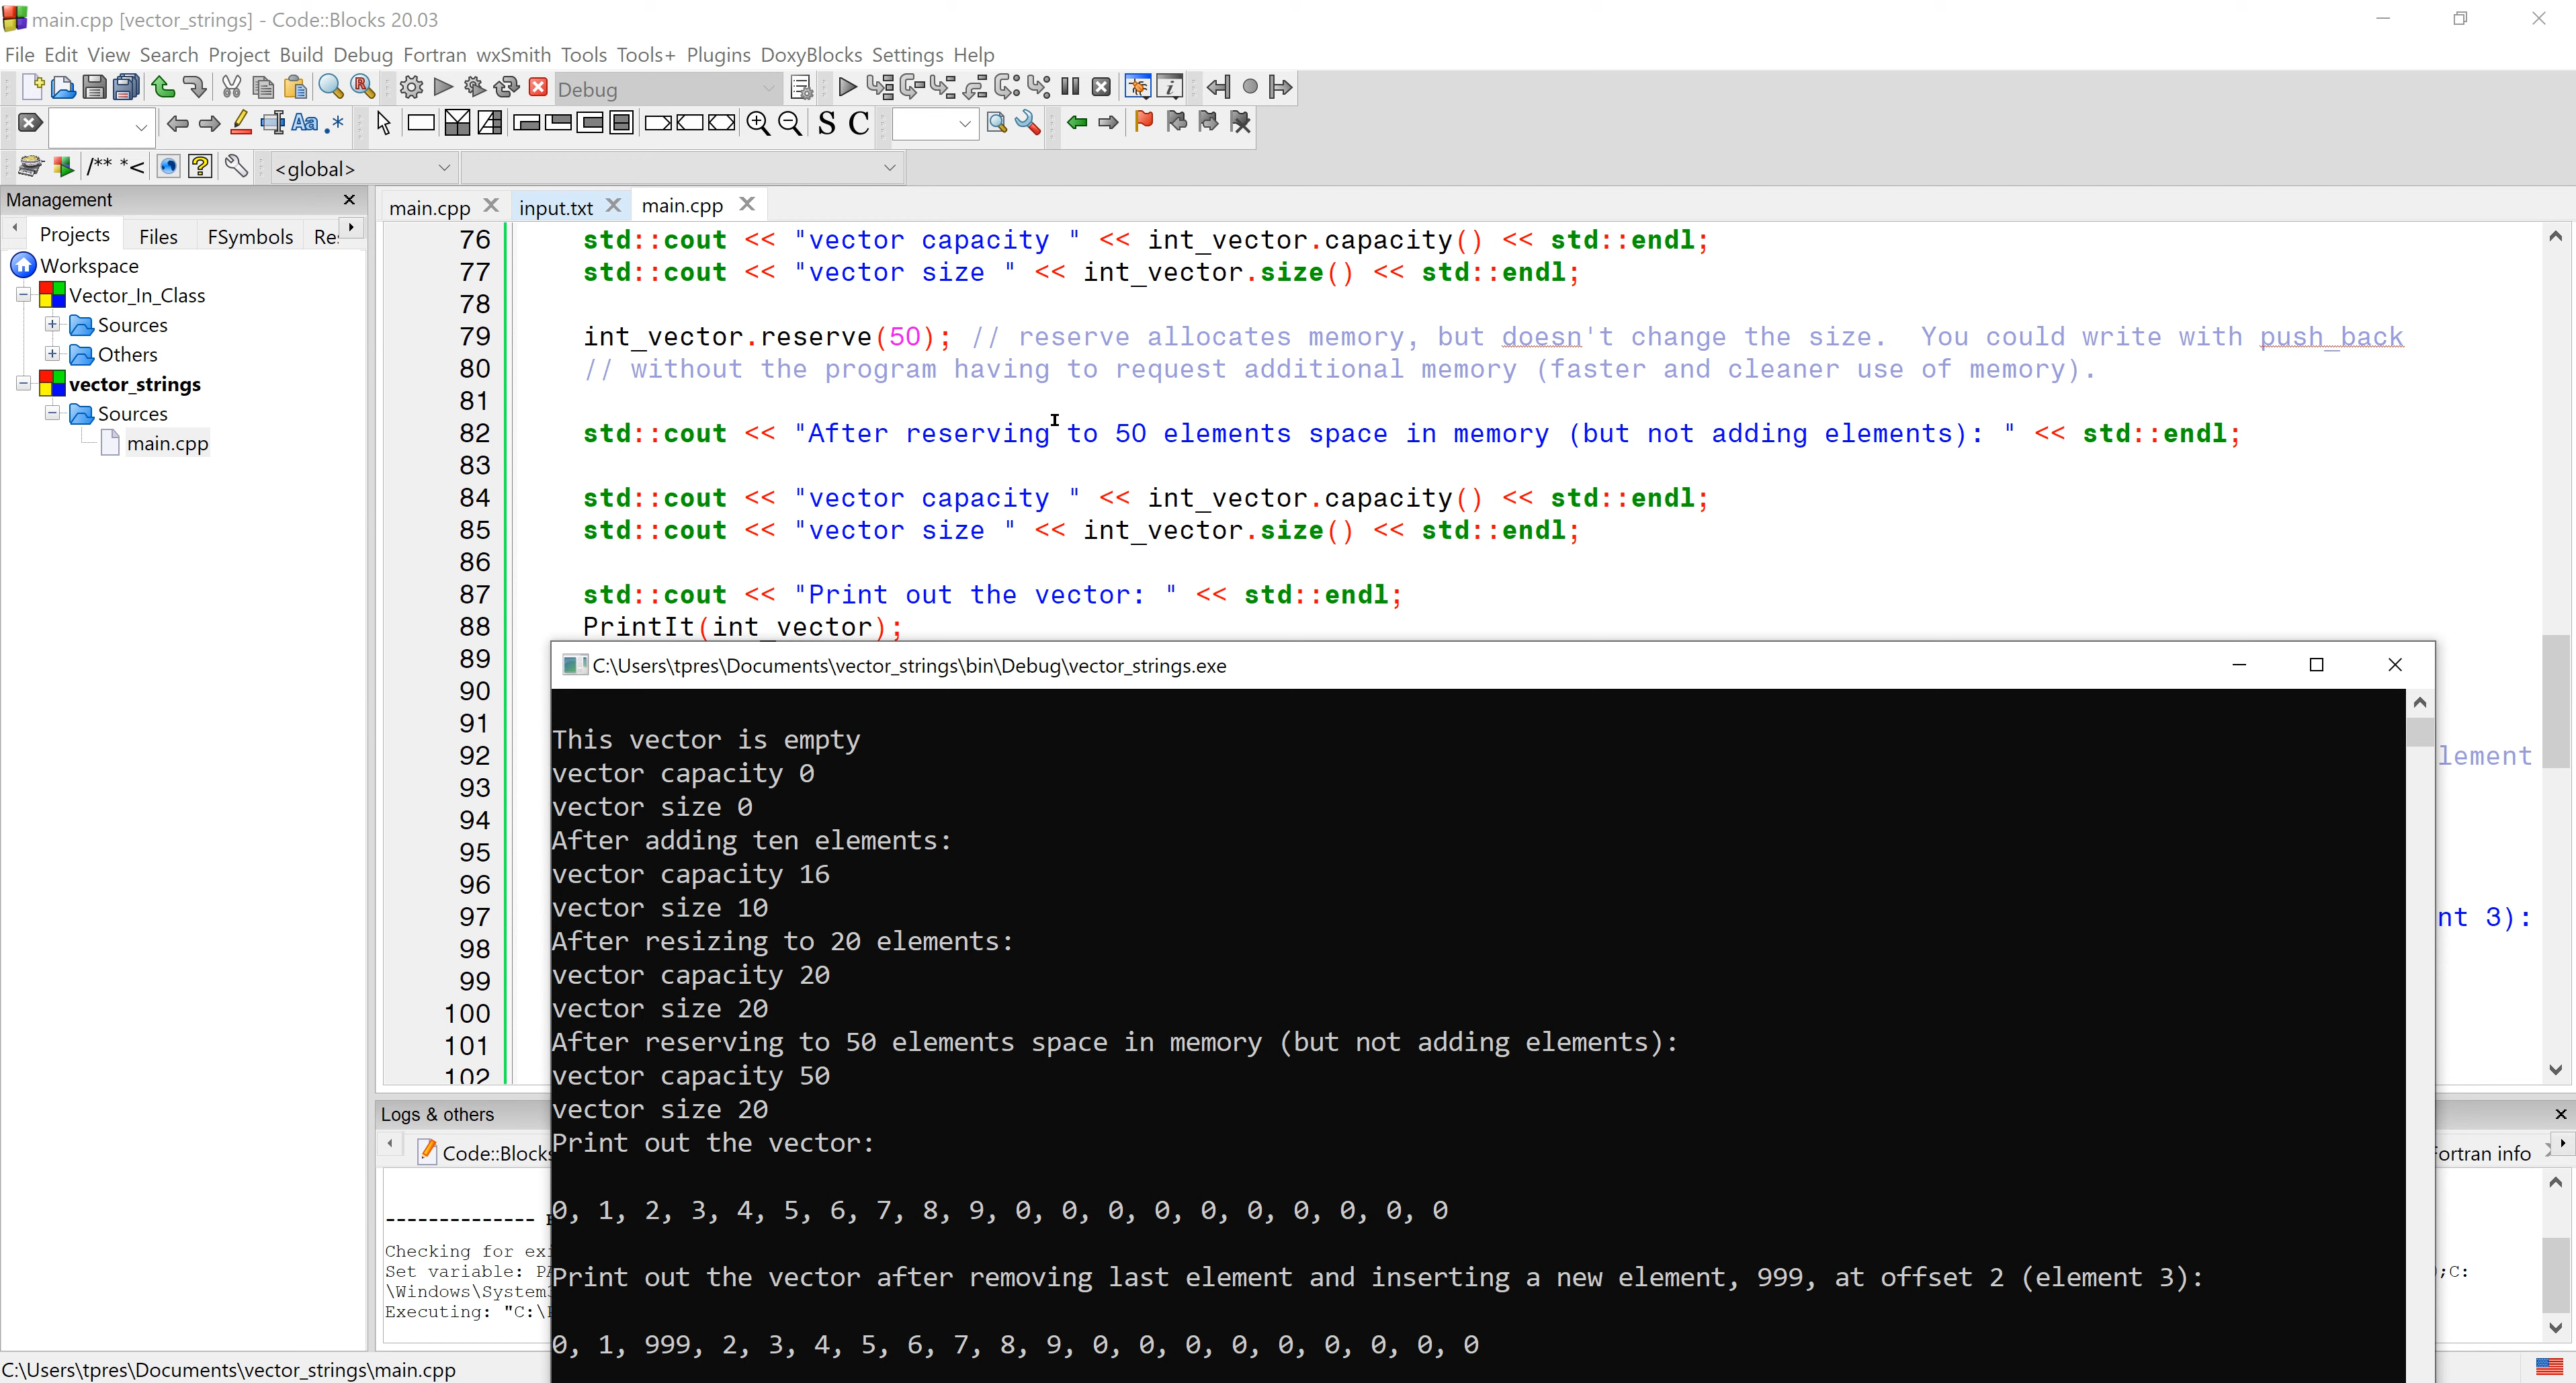 main.cpp [vector_strings] - Code::Blocks 20.03
File Edit View Search Project Build Debug Fortran wxSmith Tools Tools+ Plugins DoxyBlocks Settings Help
Debug
S C
/** *<
<global>
Management
Projects Files FSymbols Re
Workspace
Vector_In_Class
Sources
Others
vector_strings
Sources
main.cpp
main.cpp input.txt main.cpp
76 std::cout << "vector capacity " << int_vector.capacity() << std::endl;
77 std::cout << "vector size " << int_vector.size() << std::endl;
78
79 int_vector.reserve(50); // reserve allocates memory, but doesn't change the size.  You could write with push_back
80 // without the program having to request additional memory (faster and cleaner use of memory).
81
82 std::cout << "After reserving to 50 elements space in memory (but not adding elements): " << std::endl;
83
84 std::cout << "vector capacity " << int_vector.capacity() << std::endl;
85 std::cout << "vector size " << int_vector.size() << std::endl;
86
87 std::cout << "Print out the vector: " << std::endl;
88 PrintIt(int_vector);
89
90
91
92 lement
93
94
95
96
97 nt 3):
98
99
100
101
102
C:\Users\tpres\Documents\vector_strings\bin\Debug\vector_strings.exe
This vector is empty
vector capacity 0
vector size 0
After adding ten elements:
vector capacity 16
vector size 10
After resizing to 20 elements:
vector capacity 20
vector size 20
After reserving to 50 elements space in memory (but not adding elements):
vector capacity 50
vector size 20
Print out the vector:
0, 1, 2, 3, 4, 5, 6, 7, 8, 9, 0, 0, 0, 0, 0, 0, 0, 0, 0, 0
Print out the vector after removing last element and inserting a new element, 999, at offset 2 (element 3):
0, 1, 999, 2, 3, 4, 5, 6, 7, 8, 9, 0, 0, 0, 0, 0, 0, 0, 0, 0
Logs & others
Code::Blocks
ortran info
--------------
Checking for exi
Set variable: PA ;C:
\Windows\System3
Executing: "C:\P
C:\Users\tpres\Documents\vector_strings\main.cpp